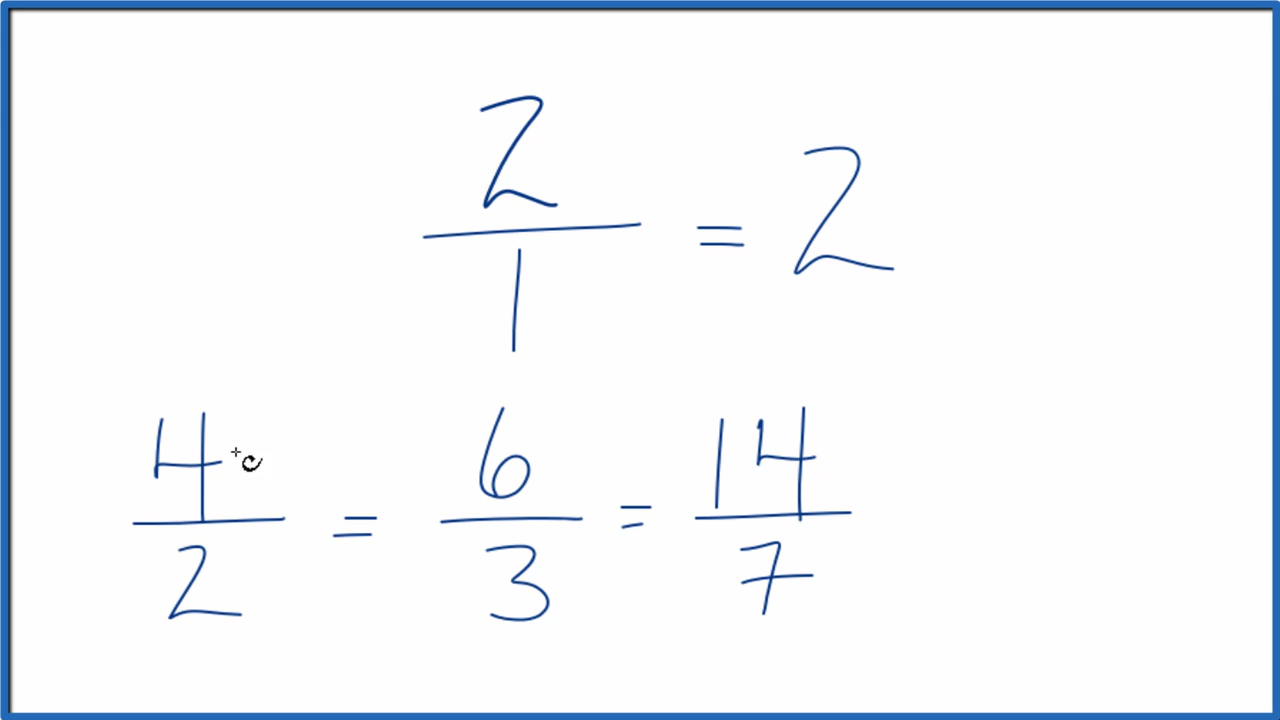 2/1 = 2
4/2 = 6/3 = 14/7